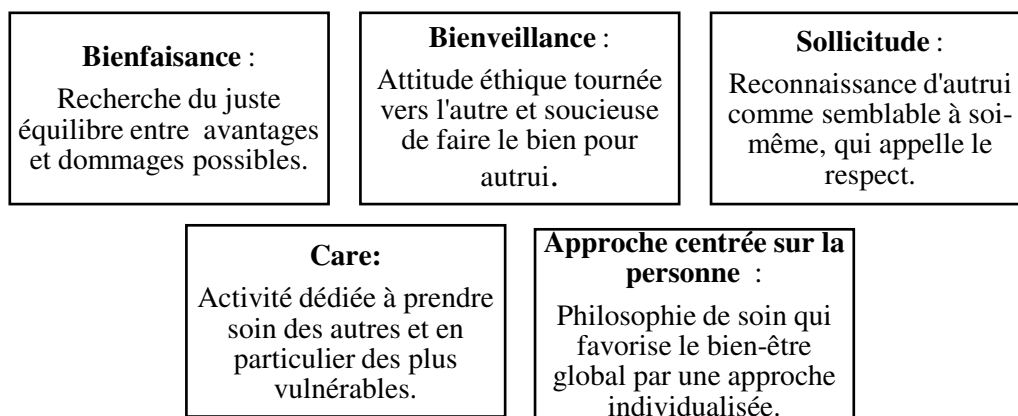 Bienfaisance :
Recherche du juste
équilibre entre avantages
et dommages possibles.
Bienveillance :
Attitude éthique tournée
vers l'autre et soucieuse
de faire le bien pour
autrui.
Sollicitude :
Reconnaissance d'autrui
comme semblable à soi-
même, qui appelle le
respect.
Care:
Activité dédiée à prendre
soin des autres et en
particulier des plus
vulnérables.
Approche centrée sur la
personne :
Philosophie de soin qui
favorise le bien-être
global par une approche
individualisée.